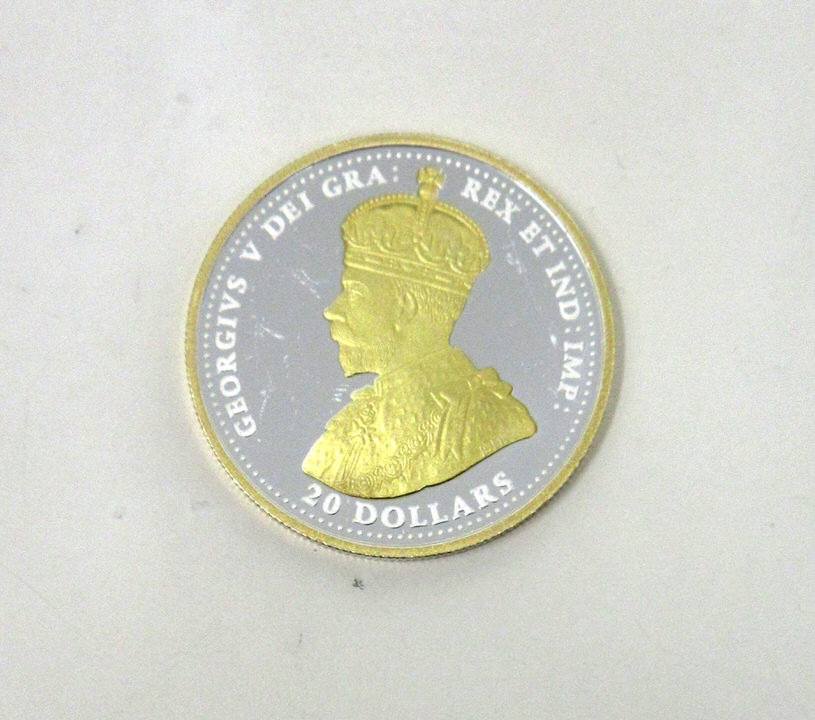 GEORGIVS V DEI GRA: REX ET IND: IMP:
20 DOLLARS